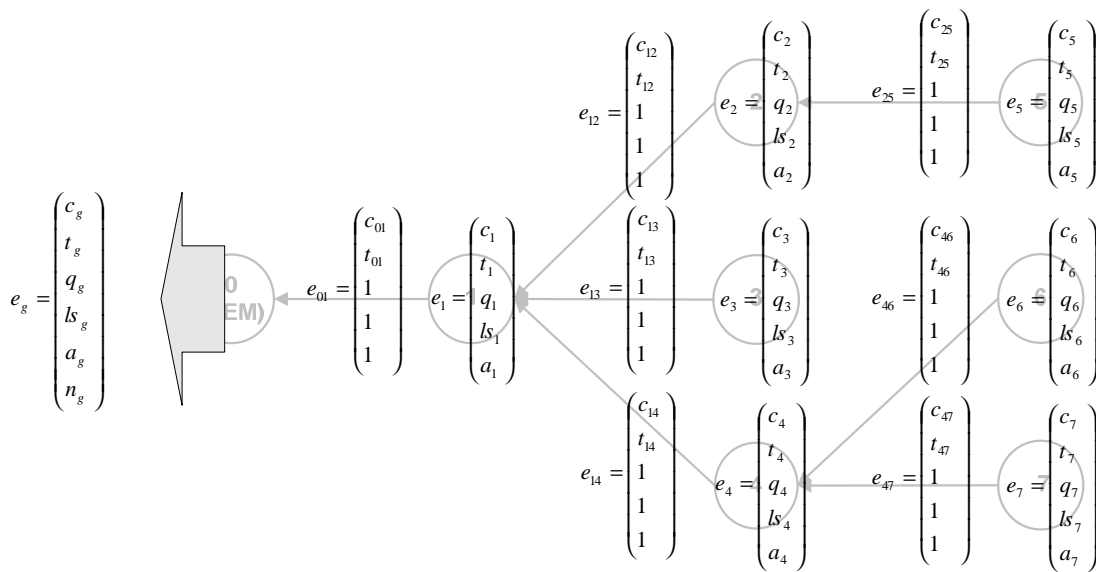 e_g = (c_g t_g q_g ls_g a_g n_g)
0
EM)
e_01 = (c_01 t_01 1 1 1)
1
e_1 = (c_1 t_1 q_1 ls_1 a_1)
e_12 = (c_12 t_12 1 1 1)
2
e_2 = (c_2 t_2 q_2 ls_2 a_2)
e_25 = (c_25 t_25 1 1 1)
5
e_5 = (c_5 t_5 q_5 ls_5 a_5)
e_13 = (c_13 t_13 1 1 1)
3
e_3 = (c_3 t_3 q_3 ls_3 a_3)
e_46 = (c_46 t_46 1 1 1)
6
e_6 = (c_6 t_6 q_6 ls_6 a_6)
e_14 = (c_14 t_14 1 1 1)
4
e_4 = (c_4 t_4 q_4 ls_4 a_4)
e_47 = (c_47 t_47 1 1 1)
7
e_7 = (c_7 t_7 q_7 ls_7 a_7)